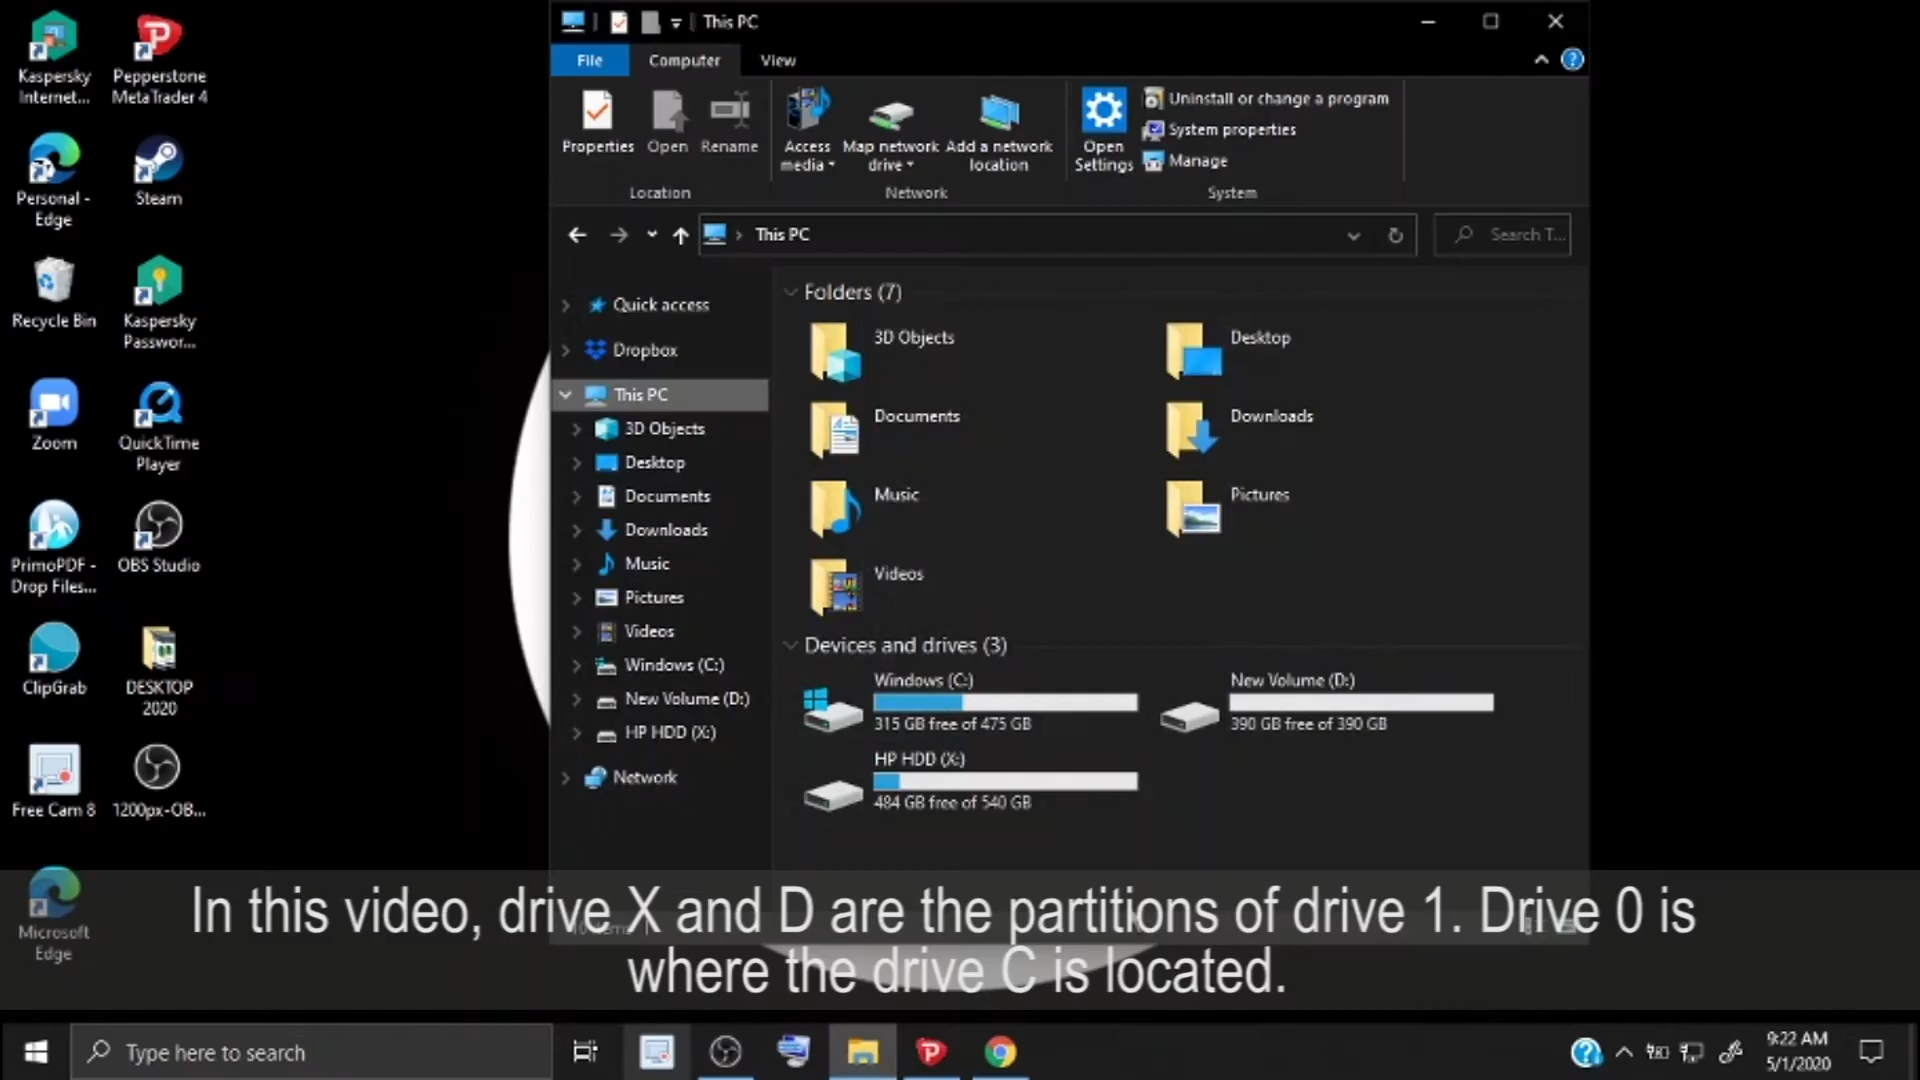 Kaspersky
Internet...
Pepperstone
MetaTrader 4
Personal -
Edge
Steam
Recycle Bin
Kaspersky
Passwor...
Zoom
QuickTime
Player
PrimoPDF -
Drop Files...
OBS Studio
ClipGrab
DESKTOP
2020
Free Cam 8
1200px-OB...
Microsoft
Edge
This PC
File
Computer
View
Properties
Open
Rename
Location
Access
media
Map network
drive
Add a network
location
Network
Open
Settings
Uninstall or change a program
System properties
Manage
System
This PC
Search T...
Quick access
Dropbox
This PC
3D Objects
Desktop
Documents
Downloads
Music
Pictures
Videos
Windows (C:)
New Volume (D:)
HP HDD (X:)
Network
Folders (7)
3D Objects
Desktop
Documents
Downloads
Music
Pictures
Videos
Devices and drives (3)
Windows (C:)
315 GB free of 475 GB
New Volume (D:)
390 GB free of 390 GB
HP HDD (X:)
484 GB free of 540 GB
In this video, drive X and D are the partitions of drive 1. Drive 0 is
where the drive C is located.
Type here to search
9:22 AM
5/1/2020